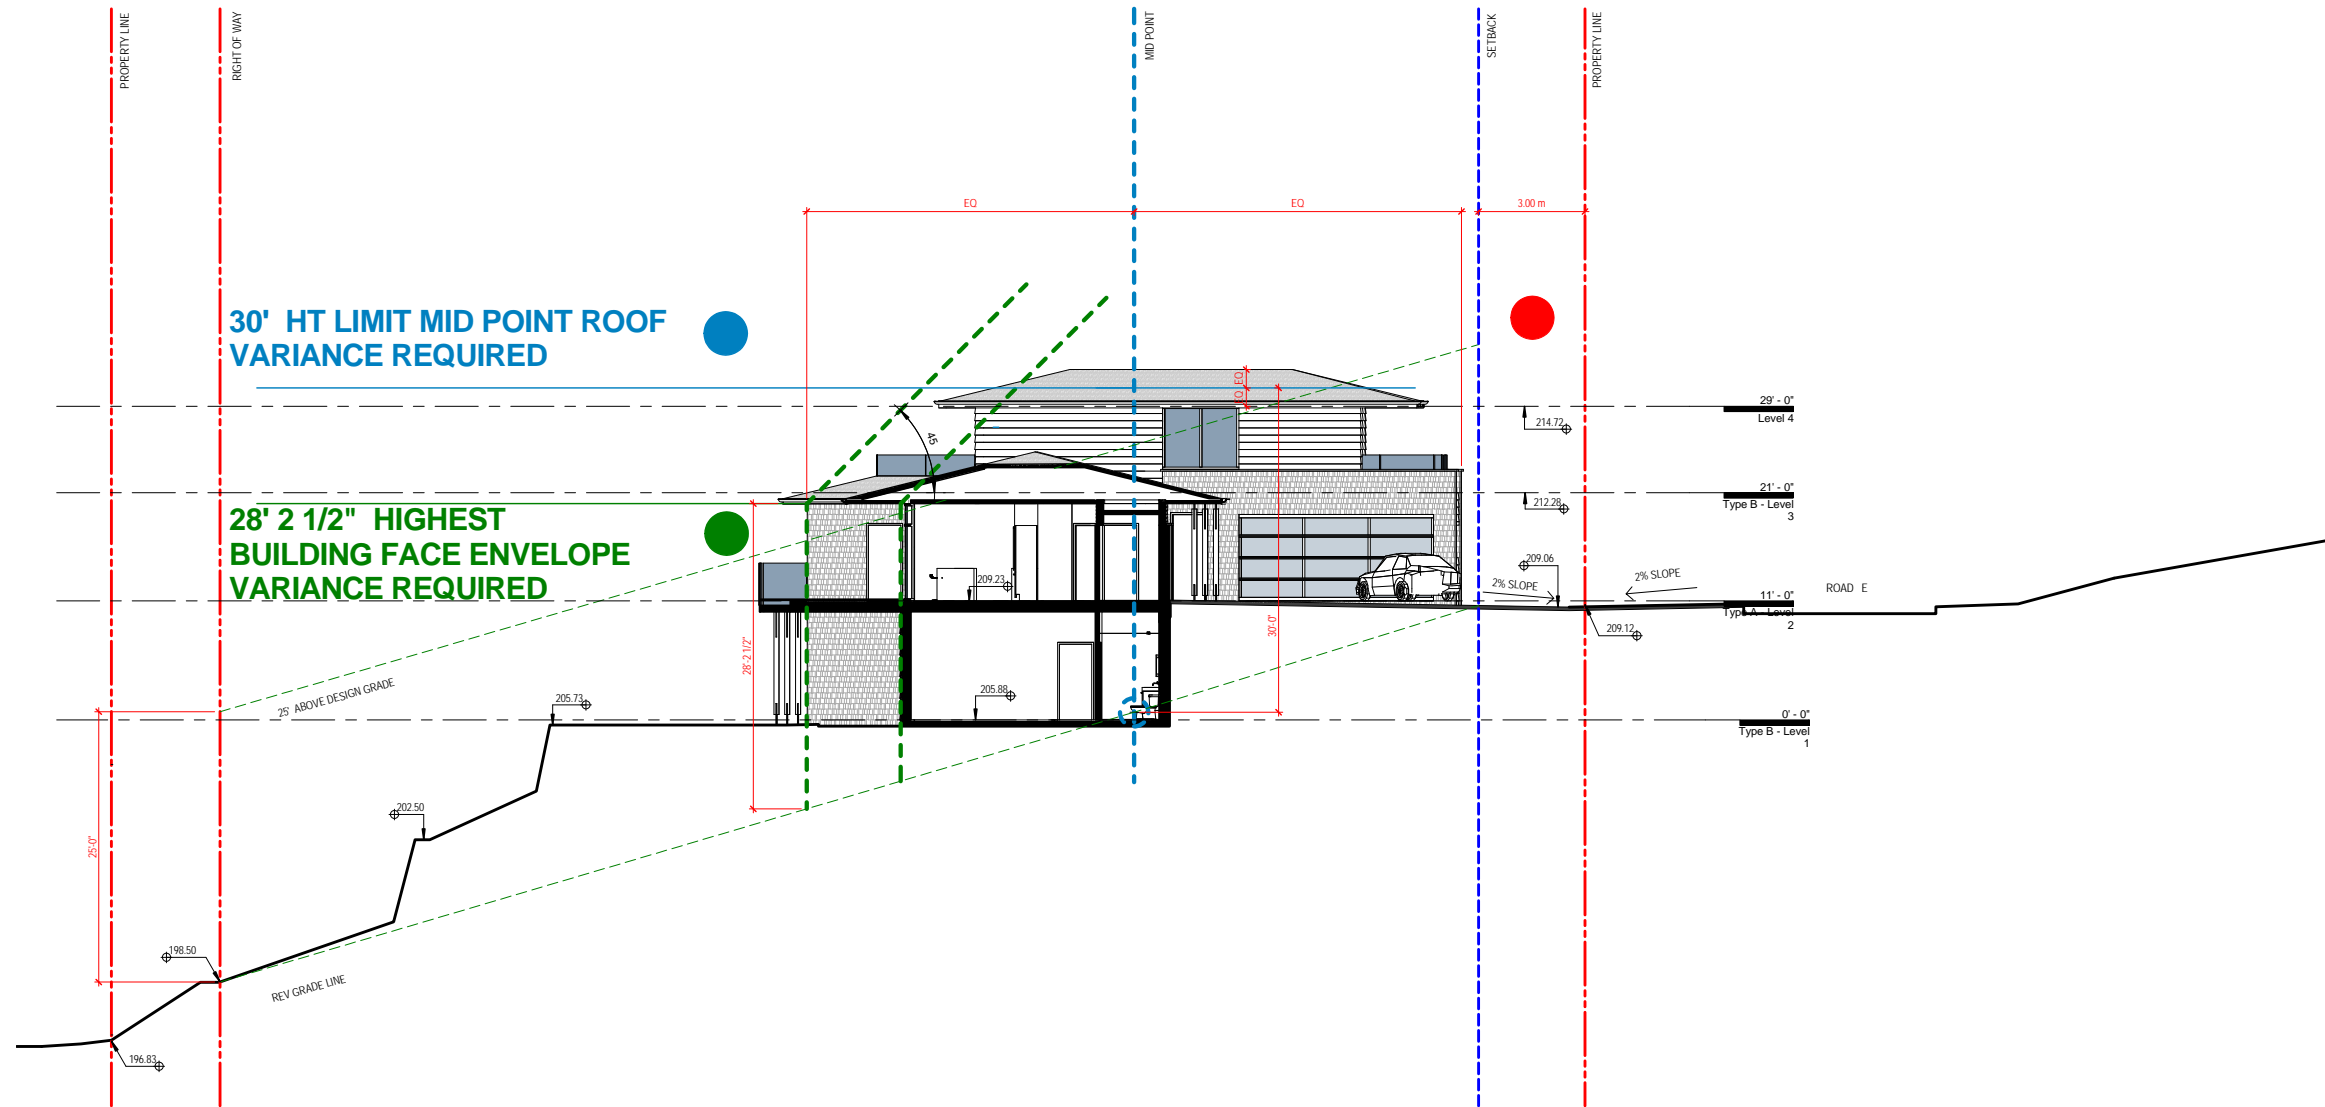 PROPERTY LINE
RIGHT OF WAY
MID POINT
SETBACK
PROPERTY LINE
EQ
EQ
3.00 m
30'  HT LIMIT MID POINT ROOF
VARIANCE REQUIRED
EQ
EQ
45
29' - 0"
Level 4
214.72
21' - 0"
Type B - Level
3
212.28
28' 2 1/2"  HIGHEST
BUILDING FACE ENVELOPE
VARIANCE REQUIRED
209.06
209.23
2% SLOPE
2% SLOPE
ROAD  E
11' - 0"
Type A - Level
2
209.12
30'-0"
28'-2 1/2"
25'  ABOVE DESIGN GRADE
205.73
205.88
0' - 0"
Type B - Level
1
202.50
25'-0"
198.50
REV GRADE LINE
196.83